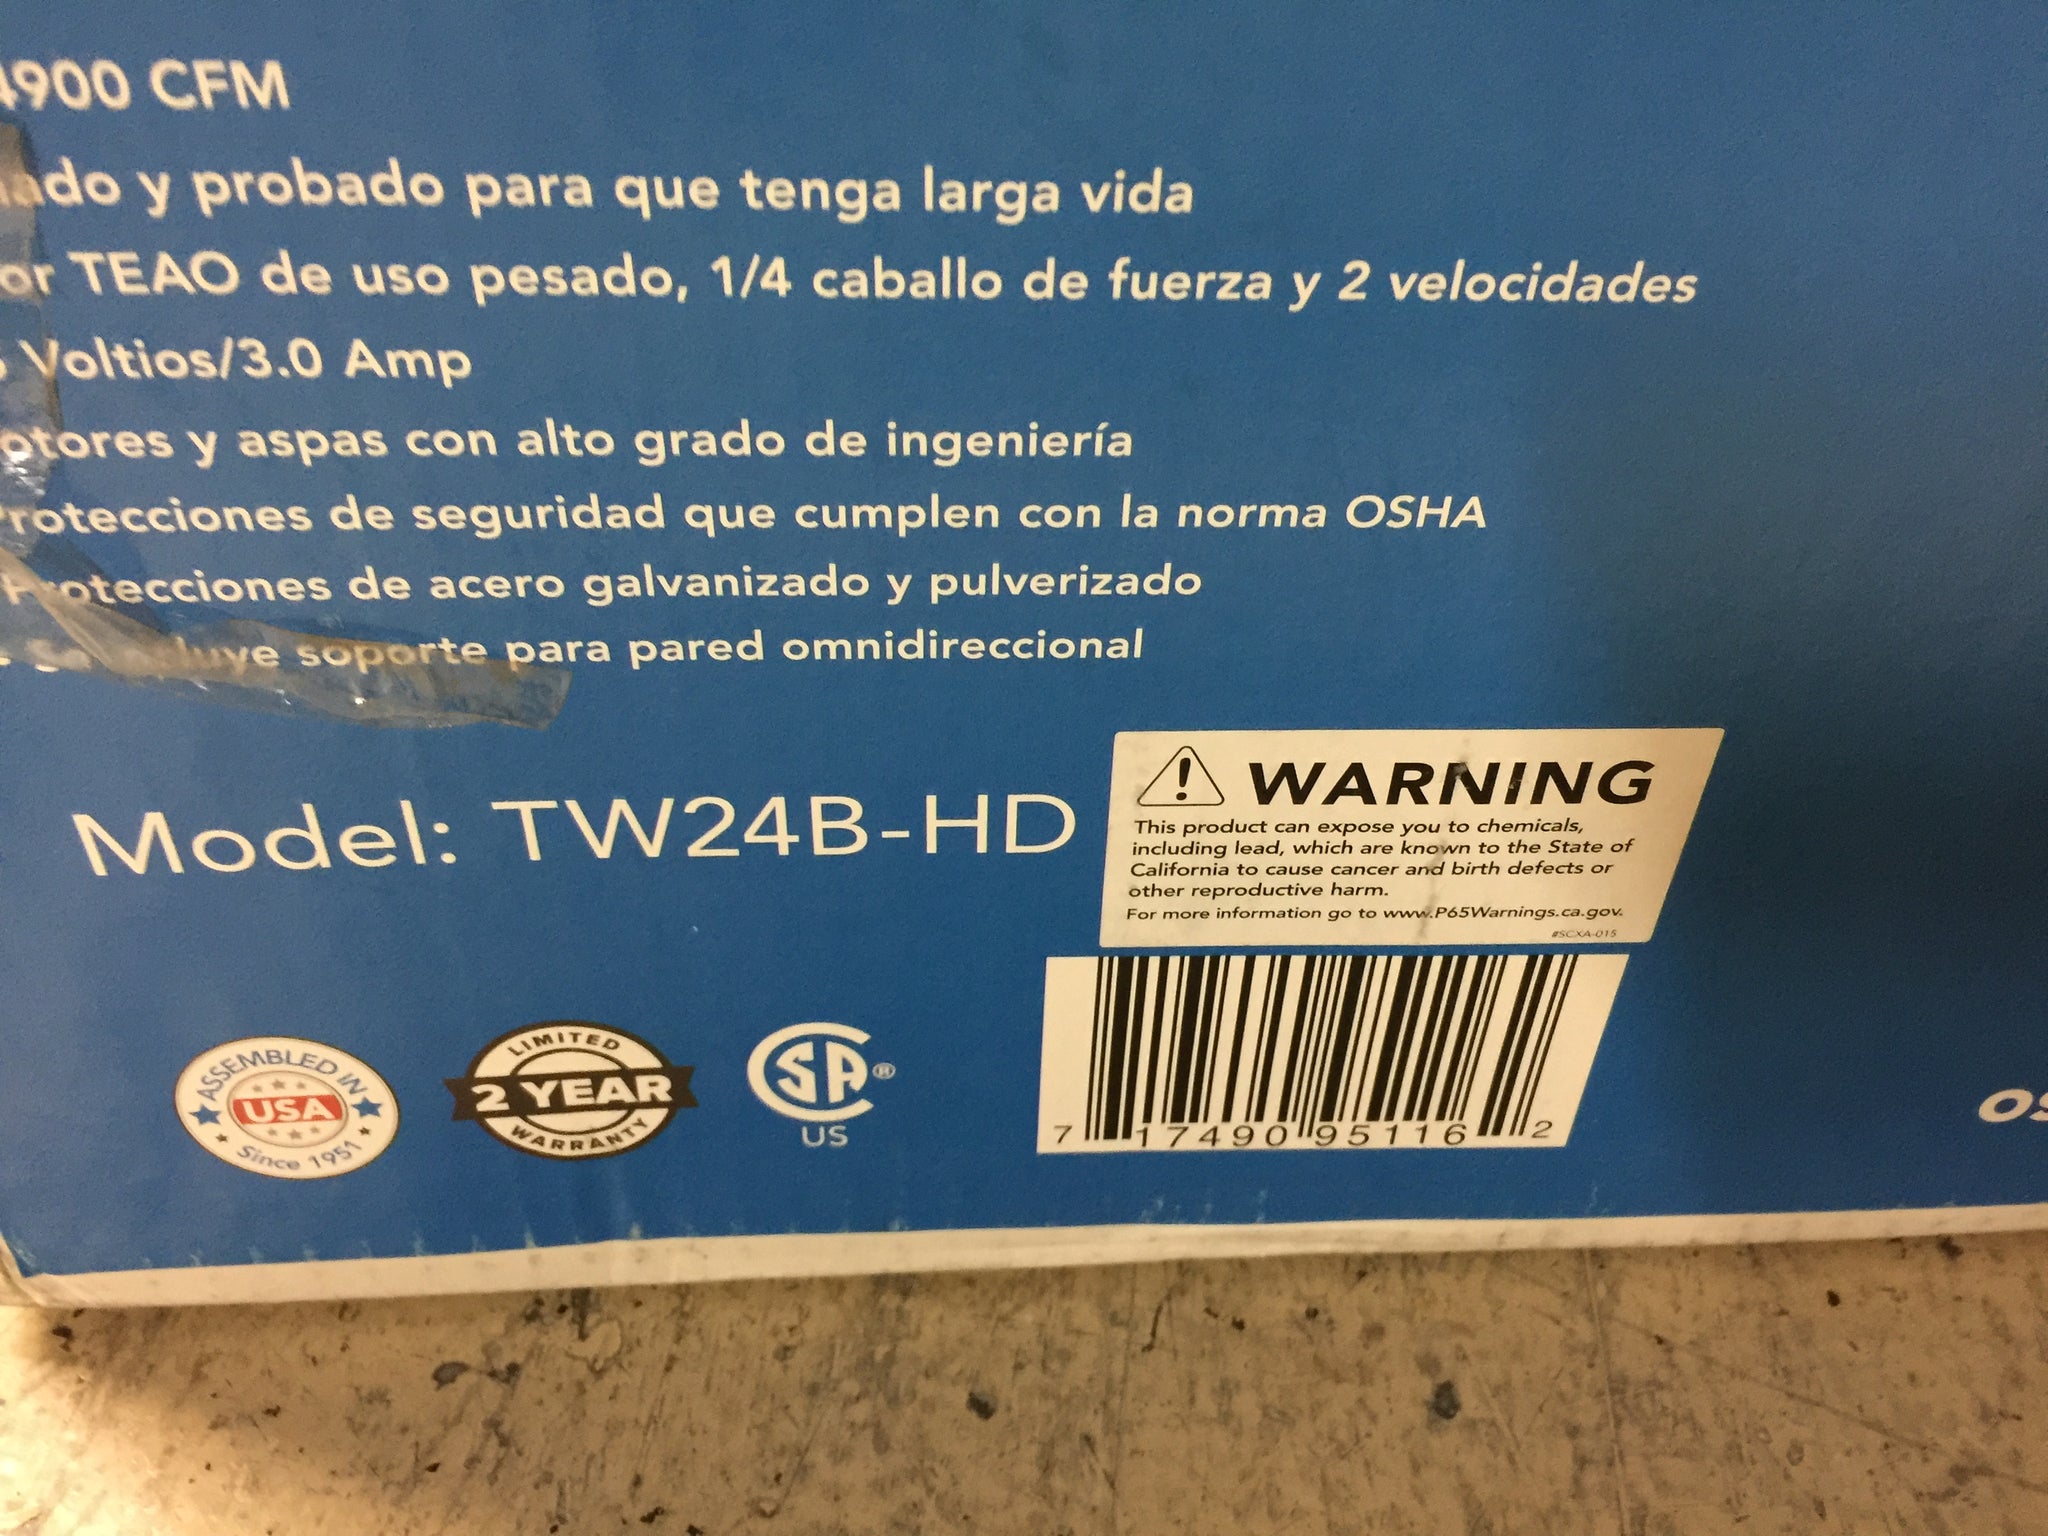 4900 CFM
y probado para que tenga larga vida
TEAO de uso pesado, 1/4 caballo de fuerza y 2 velocidades
Voltios/3.0 Amp
otores y aspas con alto grado de ingeniería
rotecciones de seguridad que cumplen con la norma OSHA
Protecciones de acero galvanizado y pulverizado
soporte para pared omnidireccional
Model: TW24B-HD
WARNING
This product can expose you to chemicals,
including lead, which are known to the State of
California to cause cancer and birth defects or
other reproductive harm.
For more information go to www.P65Warnings.ca.gov.
#SCXA-015
ASSEMBLED IN
USA
Since 1951
LIMITED
2 YEAR
WARRANTY
CSA®
US
7 17490 95116 2